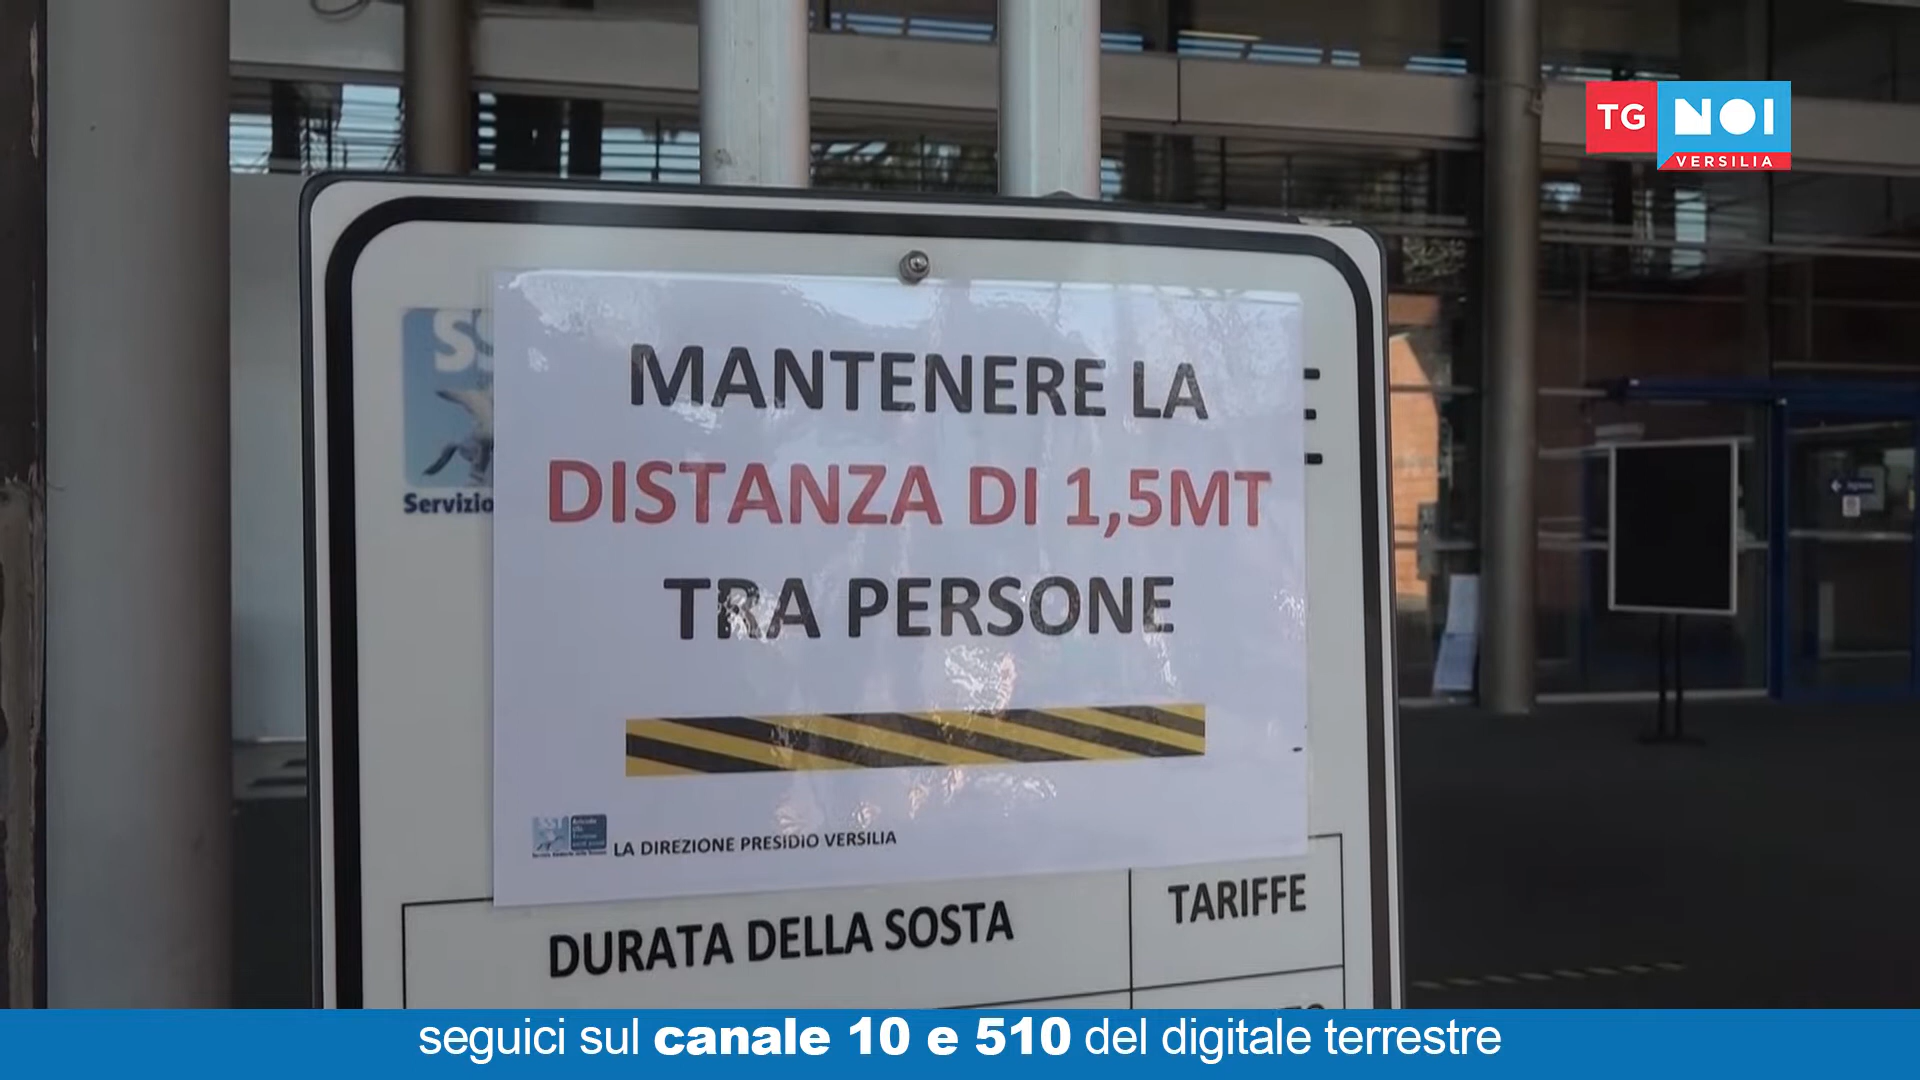 TG NOI
VERSILIA
SS
Servizio
MANTENERE LA
DISTANZA DI 1,5MT
TRA PERSONE
LA DIREZIONE PRESIDIO VERSILIA
DURATA DELLA SOSTA
TARIFFE
seguici sul canale 10 e 510 del digitale terrestre